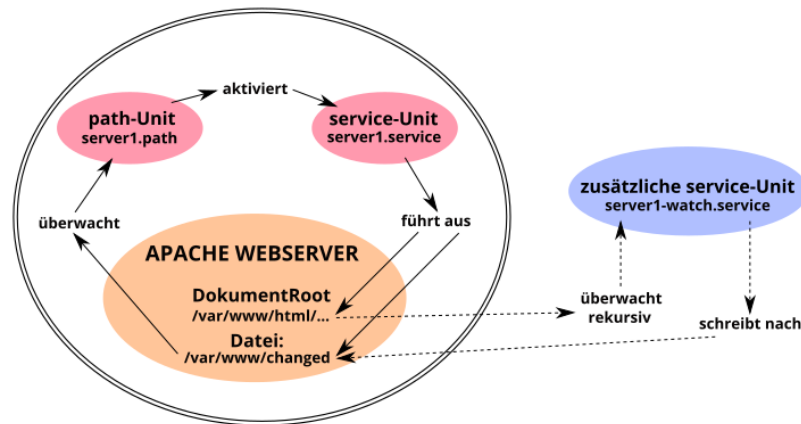 aktiviert
path-Unit
server1.path
service-Unit
server1.service
zusätzliche service-Unit
server1-watch.service
überwacht
führt aus
APACHE WEBSERVER
DokumentRoot
/var/www/html/...
Datei:
/var/www/changed
überwacht
rekursiv
schreibt nach